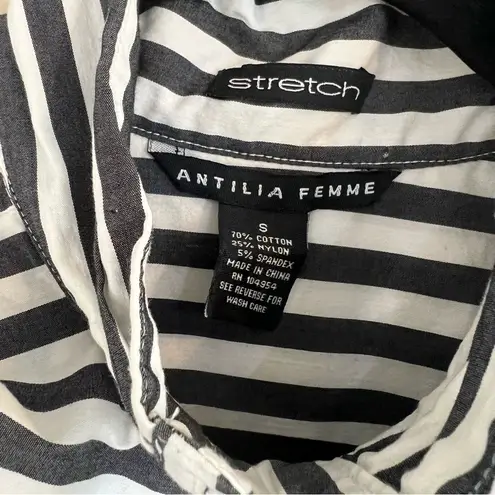 stretch
ANTILIA FEMME
S
70% COTTON
25% NYLON
5% SPANDEX
MADE IN CHINA
RN 104954
SEE REVERSE FOR
WASH CARE